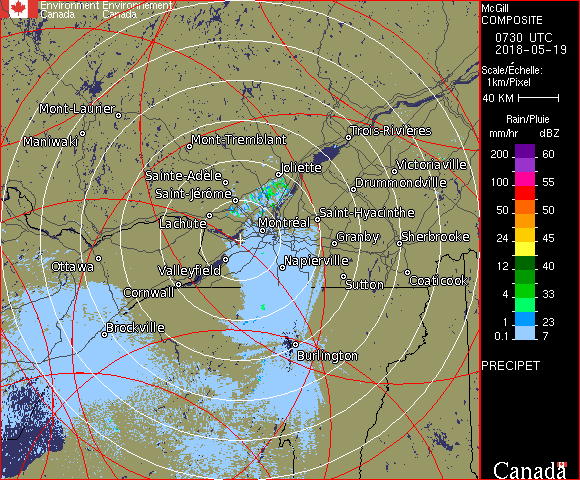 Environment Environnement
Canada Canada
McGill
COMPOSITE
0730 UTC
2018-05-19
Scale/Échelle:
1km/Pixel
40 KM
Rain/Pluie
mm/hr dBZ
200 60
100 55
50 50
24 45
12 40
4 33
1 23
0.1 7
PRECIPET
Canada
Mont-Laurier
Maniwaki
Mont-Tremblant
Trois-Rivières
Joliette
Victoriaville
Sainte-Adèle
Drummondville
Saint-Jérôme
Saint-Hyacinthe
Lachute
Montréal
Granby
Sherbrooke
Ottawa
Valleyfield
Napierville
Sutton
Coaticook
Cornwall
Brockville
Burlington